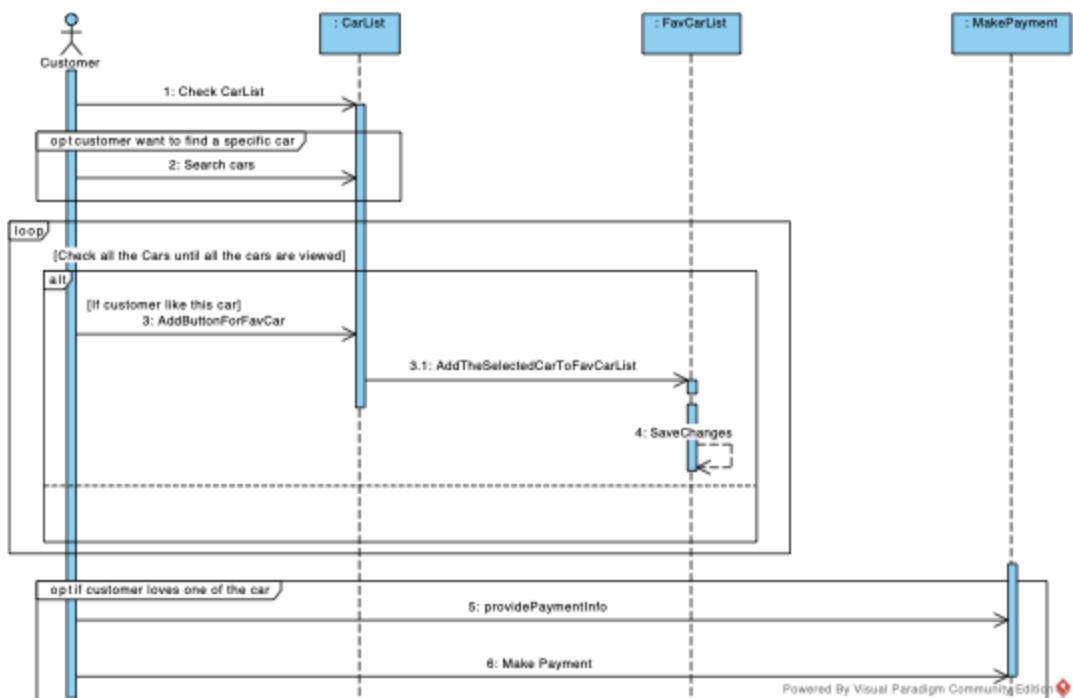 : CarList
: FavCarList
: MakePayment
Customer
1: Check CarList
opt customer want to find a specific car
2: Search cars
loop
[Check all the Cars until all the cars are viewed]
alt
[If customer like this car]
3: AddButtonForFavCar
3.1: AddTheSelectedCarToFavCarList
4: SaveChanges
opt if customer loves one of the car
5: providePaymentInfo
6: Make Payment
Powered By Visual Paradigm Community Edition